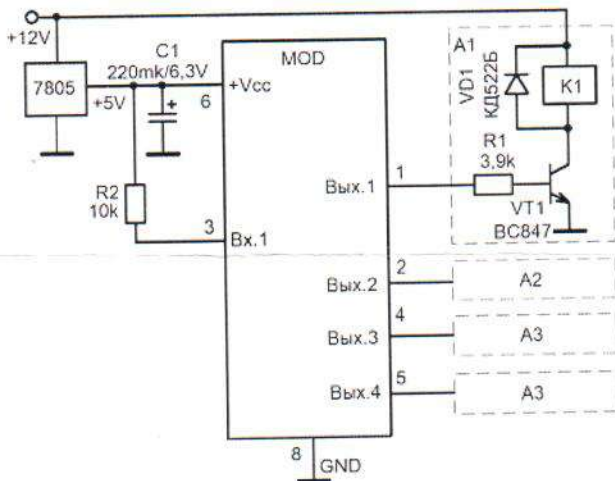 +12V
7805
+5V
C1
220mk/6,3V
6
+Vcc
MOD
A1
VD1
КД522Б
K1
R1
3,9k
1
Вых.1
VT1
BC847
R2
10k
3
Вх.1
2
Вых.2
A2
4
Вых.3
A3
5
Вых.4
A3
8
GND